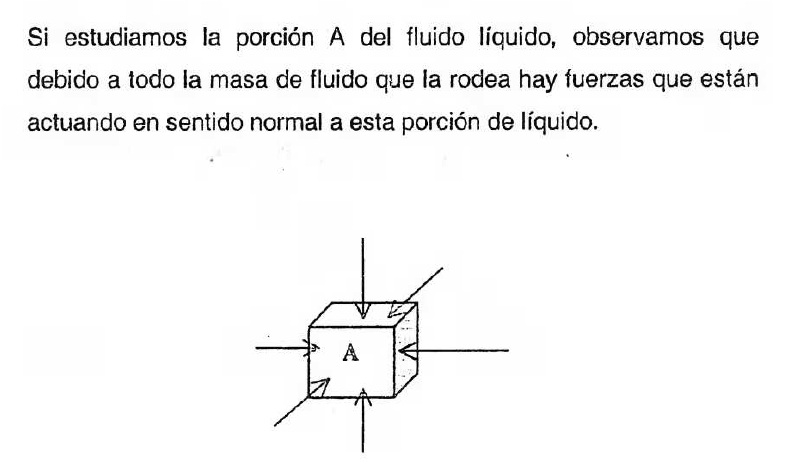 Si estudiamos la porción A del fluido líquido, observamos que
debido a todo la masa de fluido que la rodea hay fuerzas que están
actuando en sentido normal a esta porción de líquido.
A